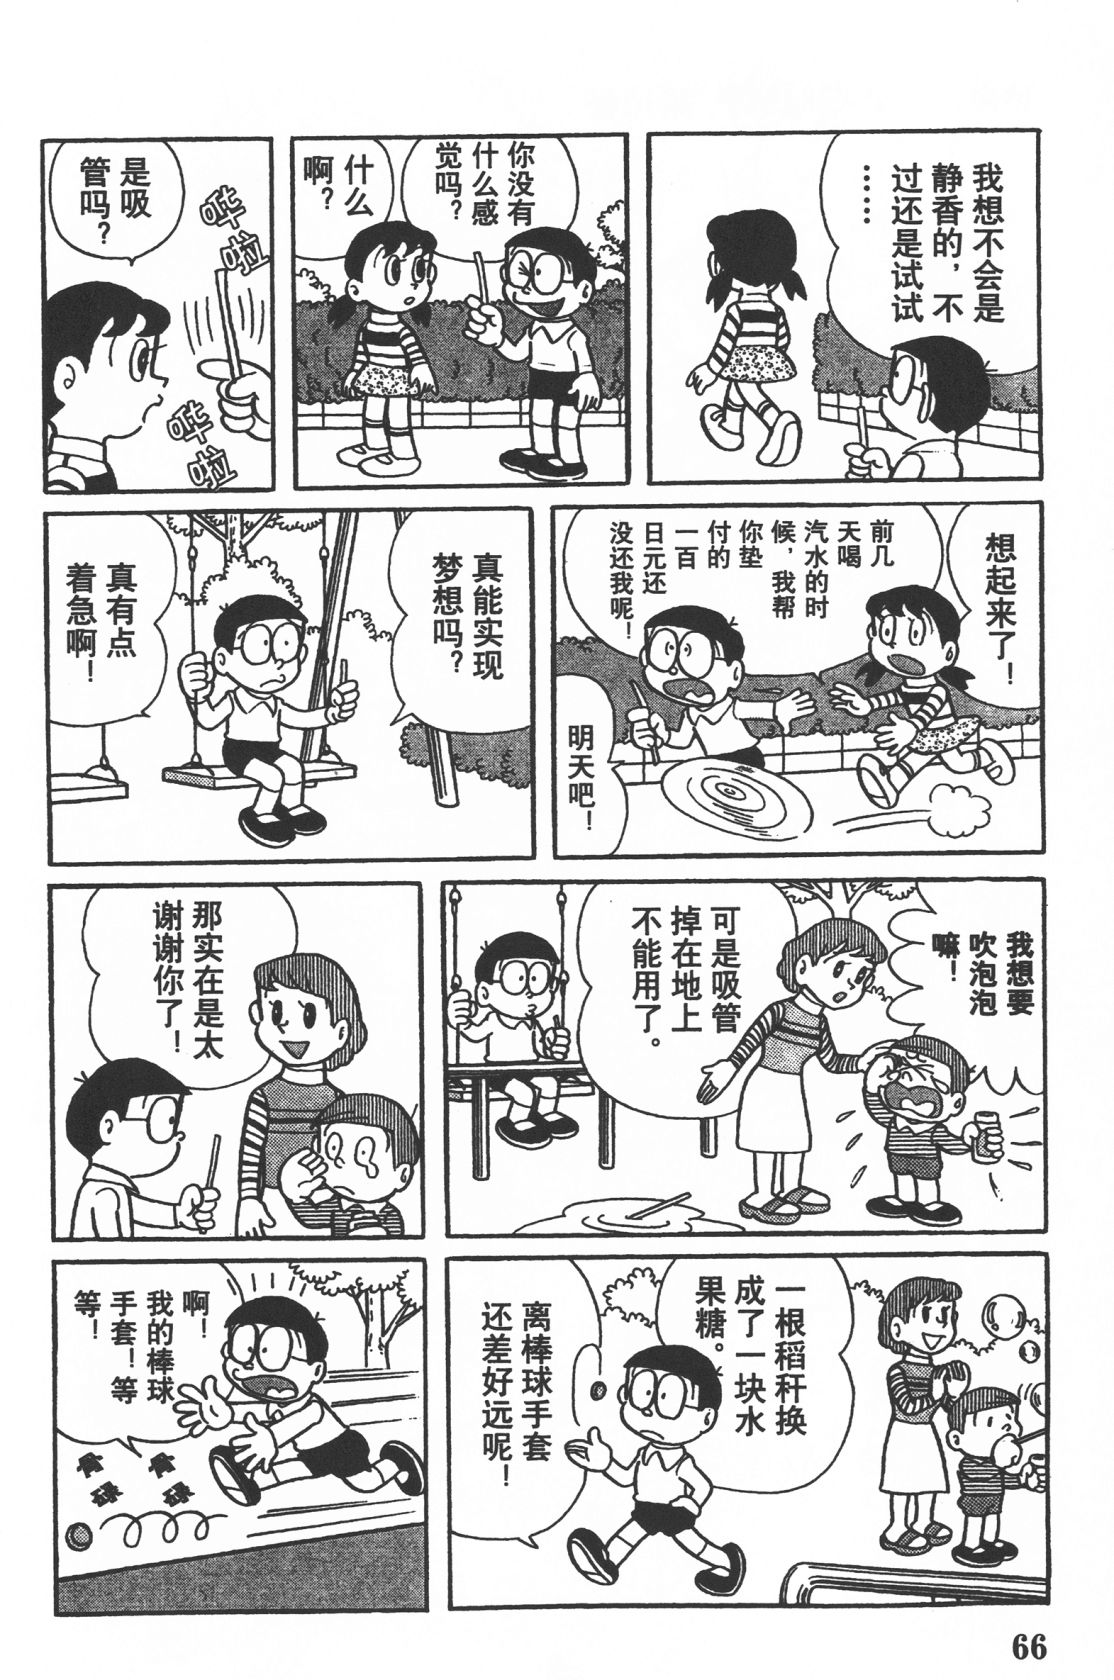 我想不会是
静香的，不
过还是试试
……
你没有
什么感
觉吗？
什么
啊？
哗啦
是吸
管吗？
哗啦
想起来了！
前几
天喝
汽水的时
候，我帮
你垫
付的
一百
日元还
没还我呢！
明天吧！
真能实现
梦想吗？
真有点
着急啊！
我想要
吹泡泡
嘛！
可是吸管
掉在地上
不能用了。
那实在是太
谢谢你了！
一根稻秆换
成了一块水
果糖。
离棒球手套
还差好远呢！
啊！
我的棒球
手套！等
等！
骨碌
骨碌
66